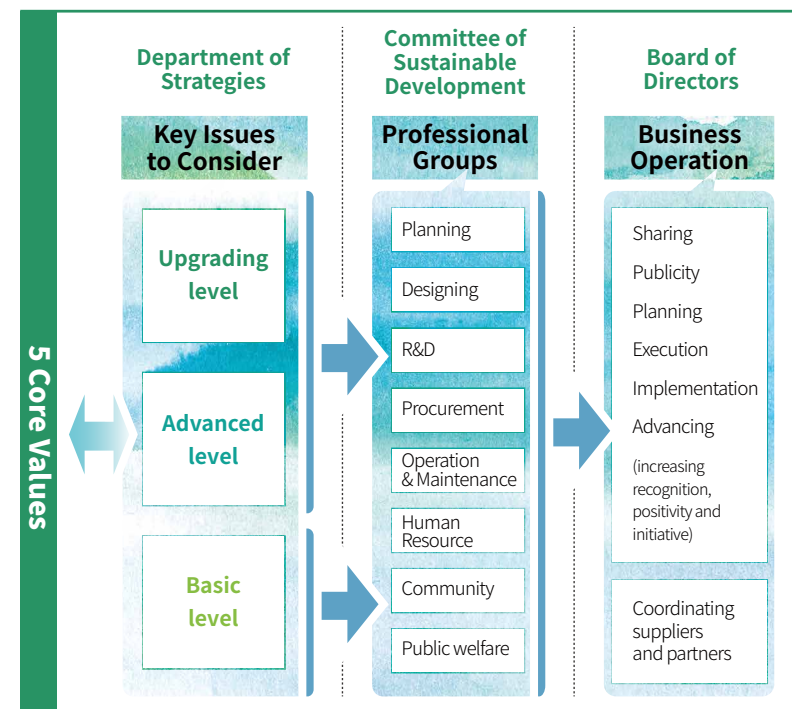 5 Core Values
Department of
Strategies
Key Issues
to Consider
Upgrading
level
Advanced
level
Basic
level
Committee of
Sustainable
Development
Professional
Groups
Planning
Designing
R&D
Procurement
Operation
& Maintenance
Human
Resource
Community
Public welfare
Board of
Directors
Business
Operation
Sharing
Publicity
Planning
Execution
Implementation
Advancing
(increasing
recognition,
positivity and
initiative)
Coordinating
suppliers
and partners